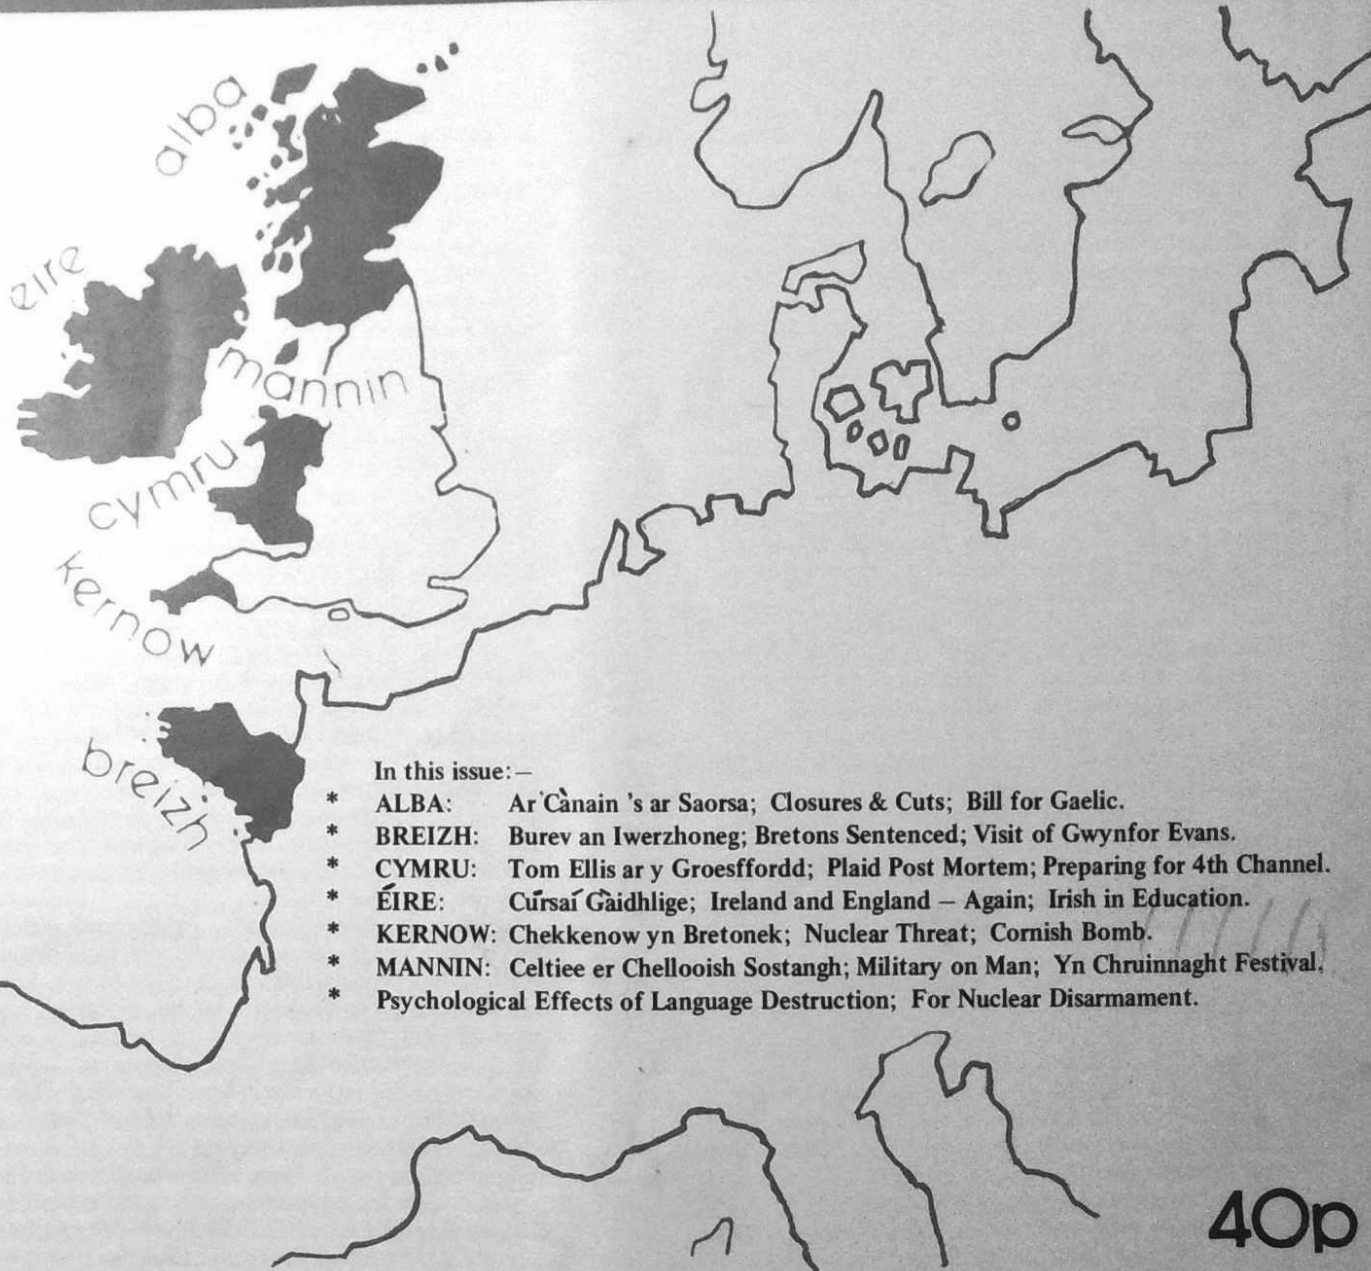 alba
eire
mannin
cymru
kernow
breizh
In this issue:—
* ALBA: Ar Cànain 's ar Saorsa; Closures & Cuts; Bill for Gaelic.
* BREIZH: Burev an Iwerzhoneg; Bretons Sentenced; Visit of Gwynfor Evans.
* CYMRU: Tom Ellis ar y Groesffordd; Plaid Post Mortem; Preparing for 4th Channel.
* ÉIRE: Cúrsaí Gàidhlige; Ireland and England — Again; Irish in Education.
* KERNOW: Chekkenow yn Bretonek; Nuclear Threat; Cornish Bomb.
* MANNIN: Celtiee er Chellooish Sostangh; Military on Man; Yn Chruinnaght Festival.
* Psychological Effects of Language Destruction; For Nuclear Disarmament.
40p